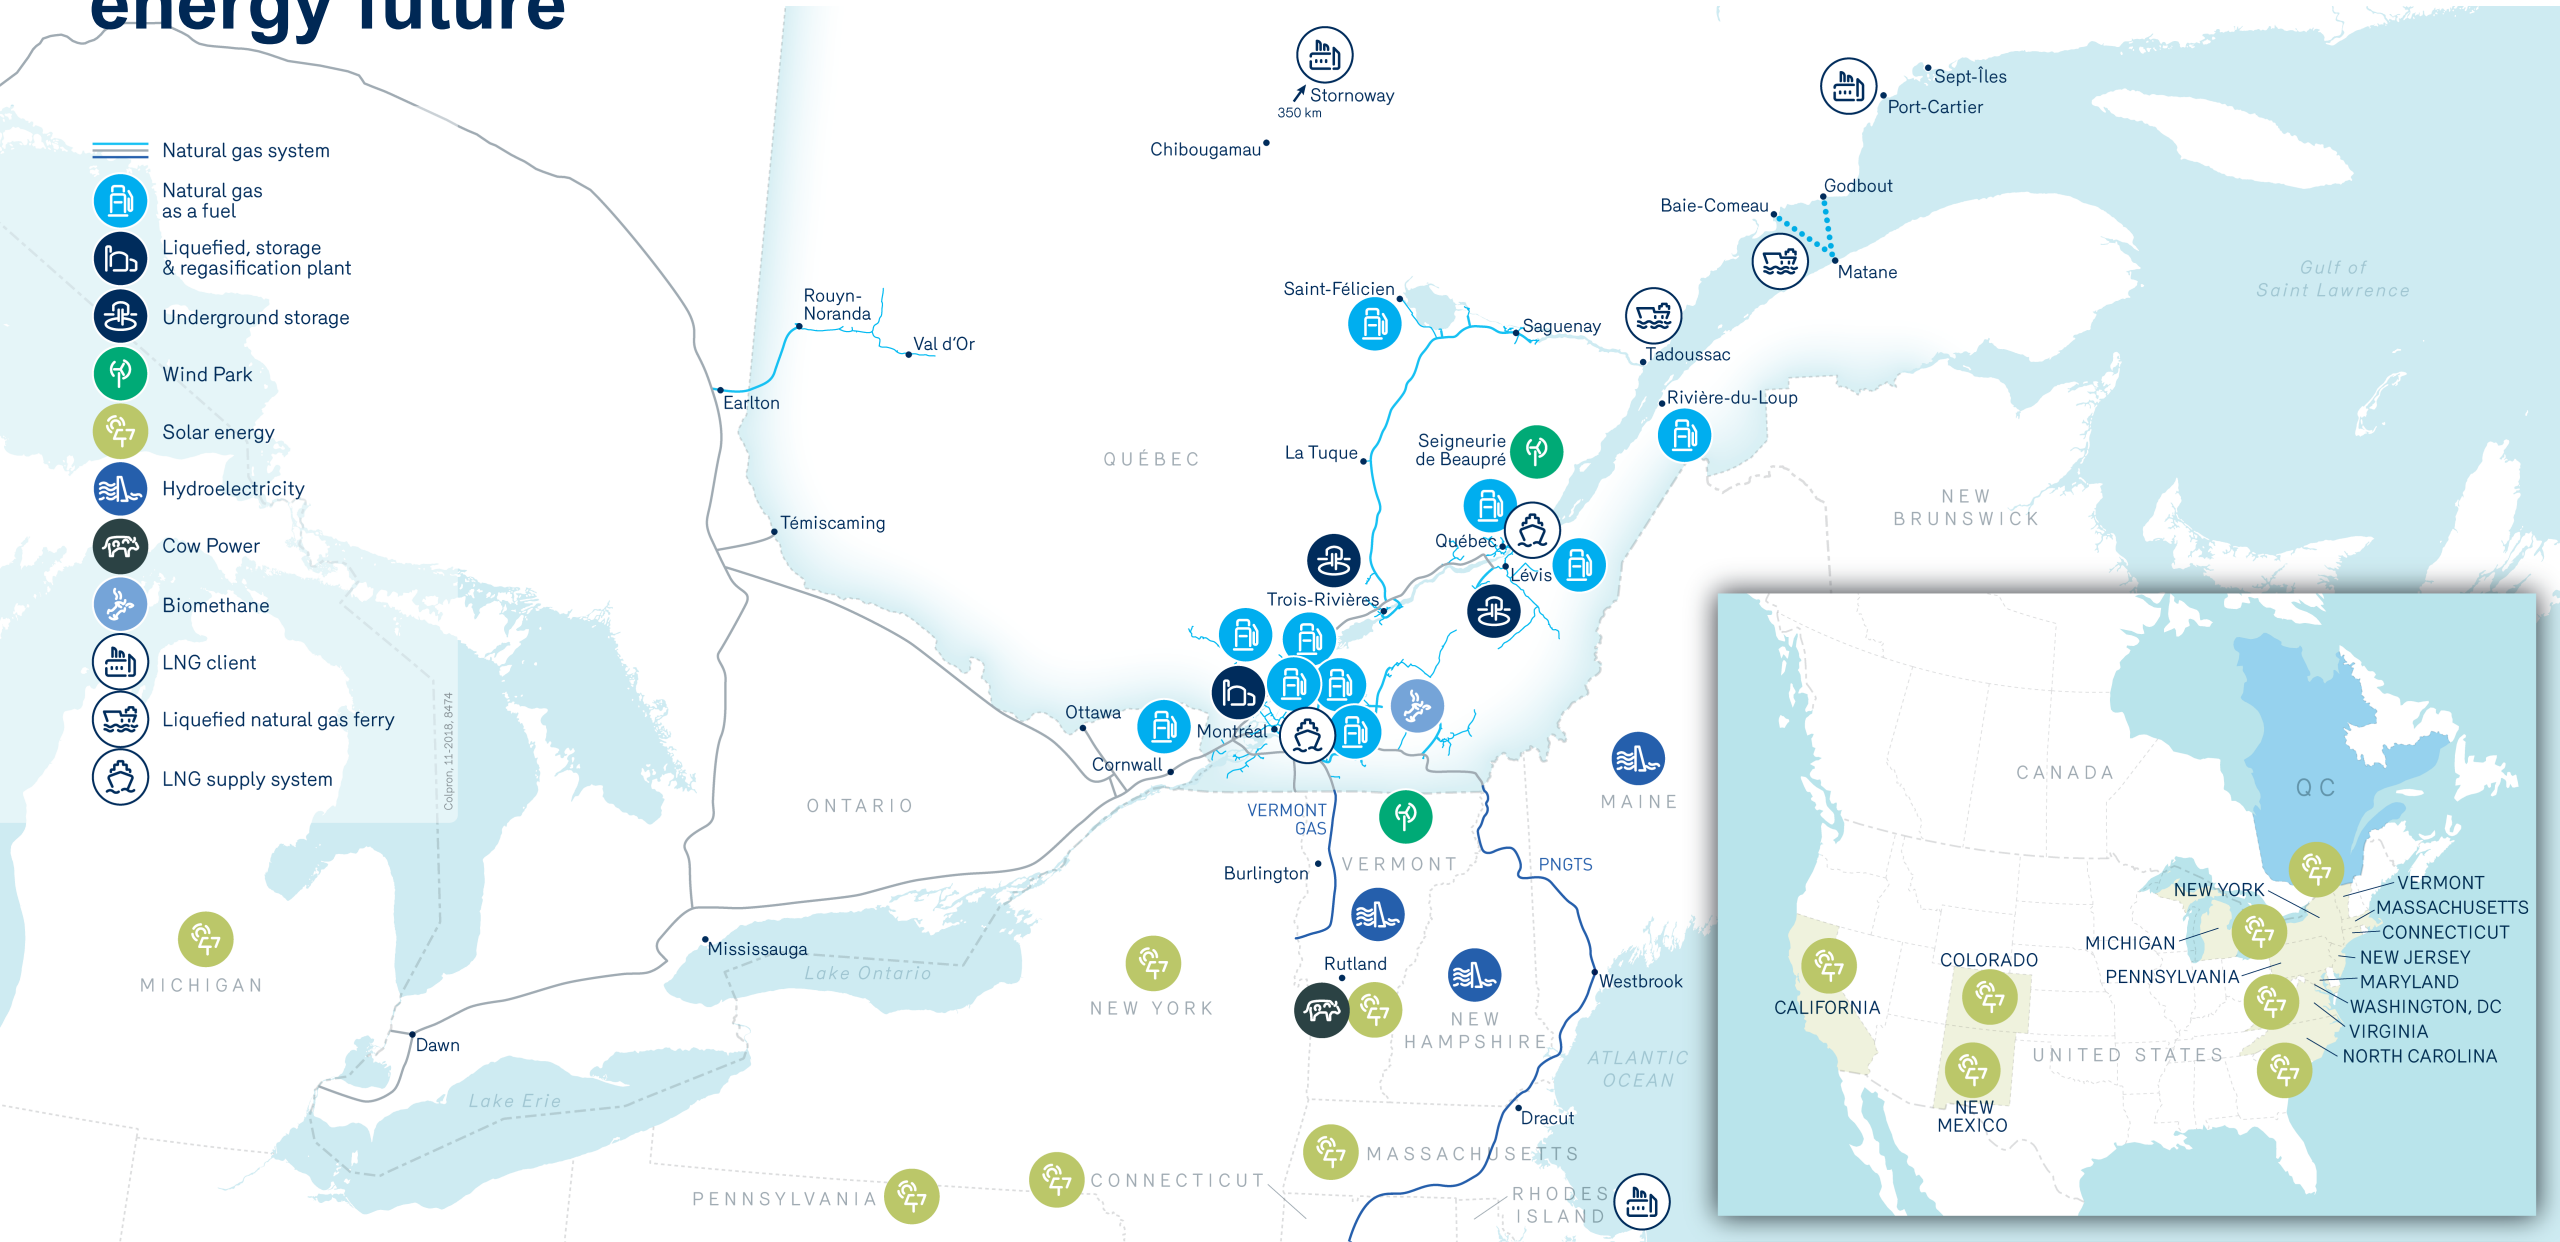 energy future
Natural gas system
Natural gas
as a fuel
Liquefied, storage
& regasification plant
Underground storage
Wind Park
Solar energy
Hydroelectricity
Cow Power
Biomethane
LNG client
Liquefied natural gas ferry
LNG supply system
Colpron, 11-2018, 8474
Stornoway
350 km
Chibougamau
Sept-Îles
Port-Cartier
Godbout
Baie-Comeau
Matane
Gulf of
Saint Lawrence
Rouyn-
Noranda
Val d'Or
Earlton
Saint-Félicien
Saguenay
Tadoussac
Rivière-du-Loup
QUÉBEC
La Tuque
Seigneurie
de Beaupré
NEW
BRUNSWICK
Témiscaming
Québec
Lévis
Trois-Rivières
Ottawa
Montréal
Cornwall
ONTARIO
MAINE
VERMONT
GAS
Burlington
VERMONT
PNGTS
Mississauga
Lake Ontario
MICHIGAN
NEW YORK
Rutland
NEW
HAMPSHIRE
Westbrook
ATLANTIC
OCEAN
Dawn
Lake Erie
Dracut
MASSACHUSETTS
CONNECTICUT
PENNSYLVANIA
RHODES
ISLAND
CANADA
QC
NEW YORK
VERMONT
MASSACHUSETTS
CONNECTICUT
MICHIGAN
NEW JERSEY
PENNSYLVANIA
MARYLAND
WASHINGTON, DC
VIRGINIA
NORTH CAROLINA
COLORADO
CALIFORNIA
UNITED STATES
NEW
MEXICO